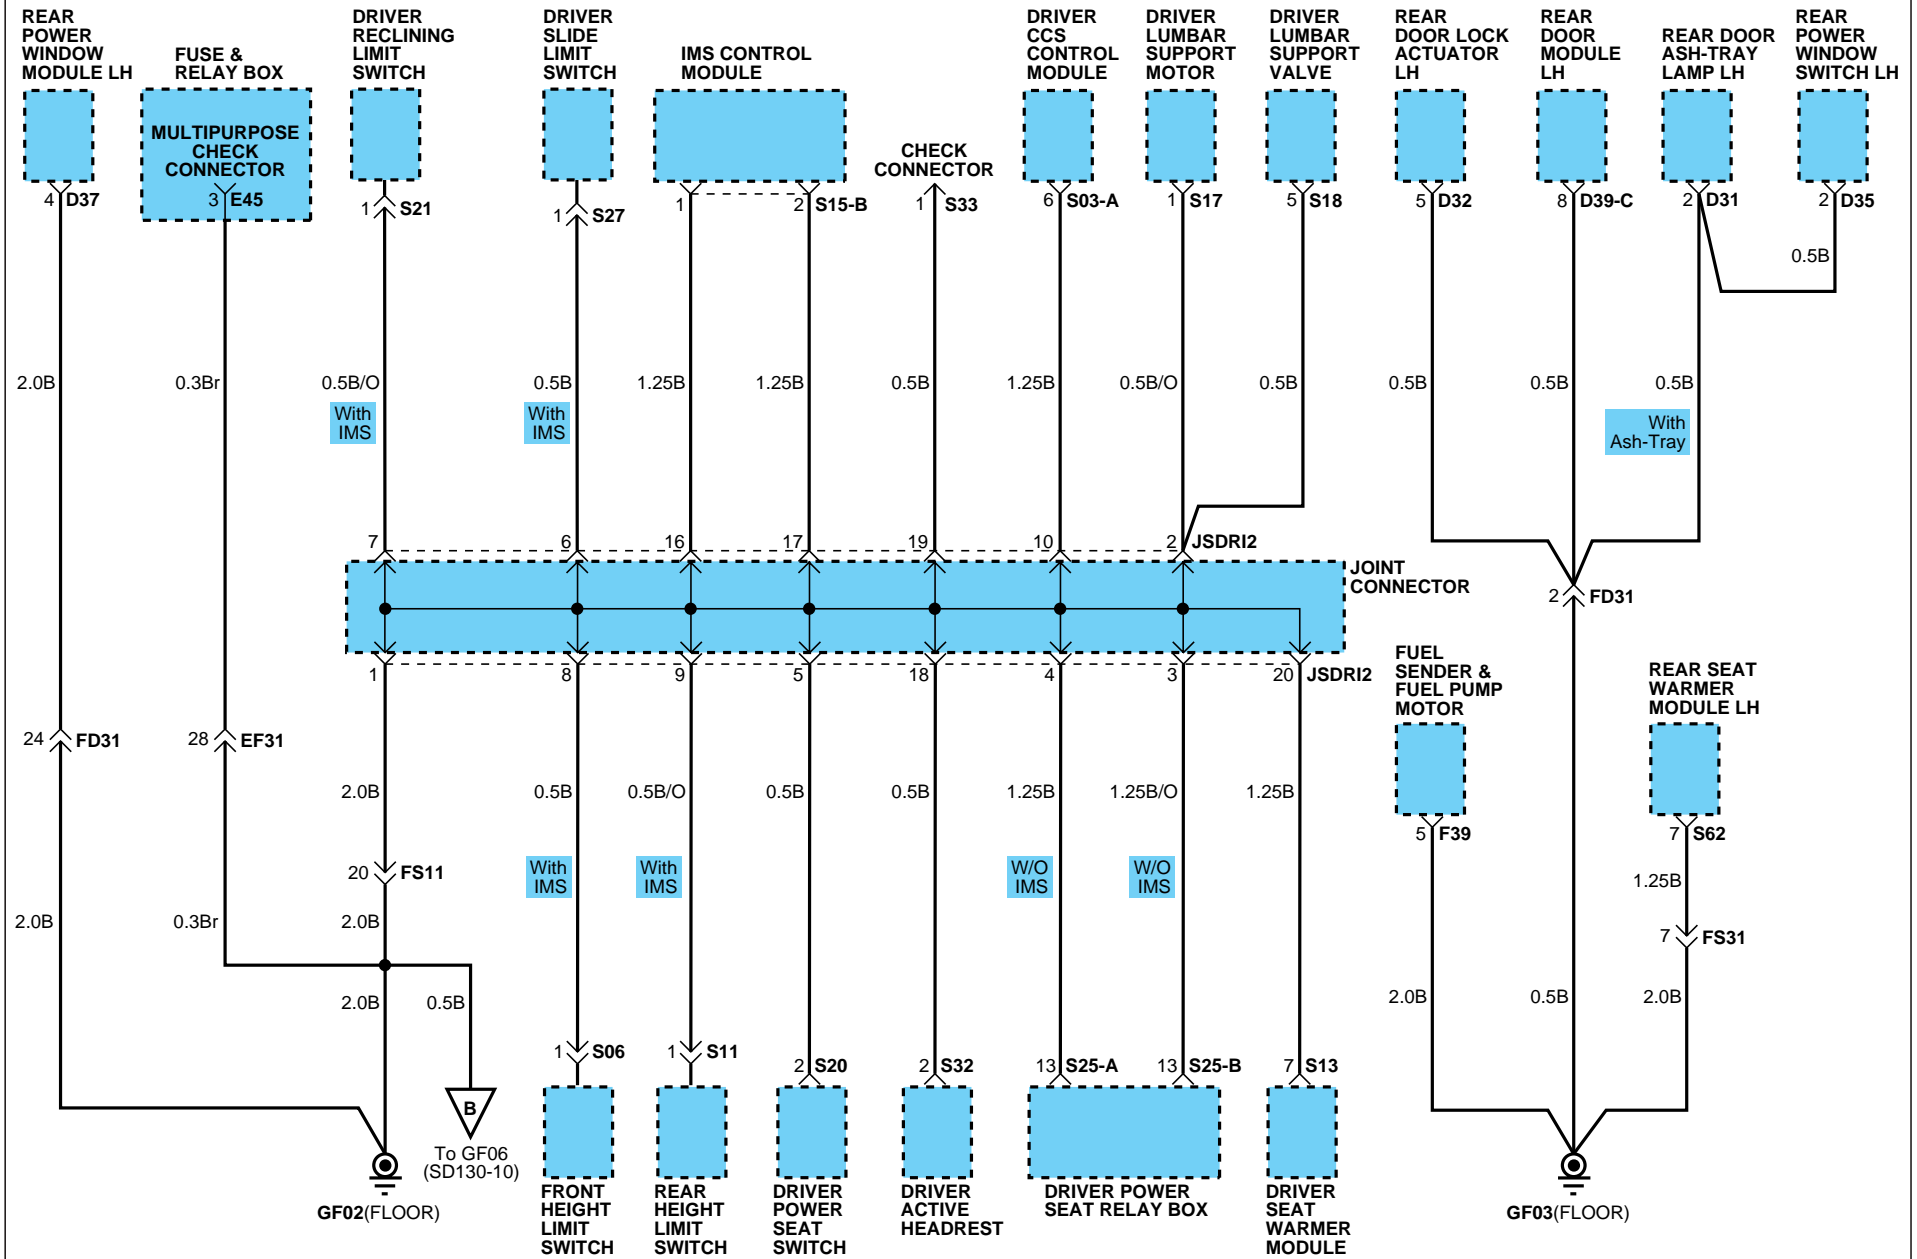 REAR
POWER
WINDOW
MODULE LH
FUSE &
RELAY BOX
DRIVER
RECLINING
LIMIT
SWITCH
DRIVER
SLIDE
LIMIT
SWITCH
IMS CONTROL
MODULE
DRIVER
CCS
CONTROL
MODULE
DRIVER
LUMBAR
SUPPORT
MOTOR
DRIVER
LUMBAR
SUPPORT
VALVE
REAR
DOOR LOCK
ACTUATOR
LH
REAR
DOOR
MODULE
LH
REAR DOOR
ASH-TRAY
LAMP LH
REAR
POWER
WINDOW
SWITCH LH
MULTIPURPOSE
CHECK
CONNECTOR
CHECK
CONNECTOR
4 D37
3 E45
1 S21
1 S27
1
2 S15-B
1 S33
6 S03-A
1 S17
5 S18
5 D32
8 D39-C
2 D31
2 D35
0.5B
2.0B
0.3Br
0.5B/O
0.5B
1.25B
1.25B
0.5B
1.25B
0.5B/O
0.5B
0.5B
0.5B
0.5B
With
IMS
With
IMS
With
Ash-Tray
7
6
16
17
19
10
2 JSDRI2
JOINT
CONNECTOR
2 FD31
1
8
9
5
18
4
3
20 JSDRI2
FUEL
SENDER &
FUEL PUMP
MOTOR
REAR SEAT
WARMER
MODULE LH
24 FD31
28 EF31
2.0B
0.5B
0.5B/O
0.5B
0.5B
1.25B
1.25B/O
1.25B
5 F39
7 S62
20 FS11
With
IMS
With
IMS
W/O
IMS
W/O
IMS
1.25B
2.0B
0.3Br
2.0B
7 FS31
2.0B
0.5B
2.0B
0.5B
2.0B
1 S06
1 S11
2 S20
2 S32
13 S25-A
13 S25-B
7 S13
B
To GF06
(SD130-10)
GF02(FLOOR)
FRONT
HEIGHT
LIMIT
SWITCH
REAR
HEIGHT
LIMIT
SWITCH
DRIVER
POWER
SEAT
SWITCH
DRIVER
ACTIVE
HEADREST
DRIVER POWER
SEAT RELAY BOX
DRIVER
SEAT
WARMER
MODULE
GF03(FLOOR)